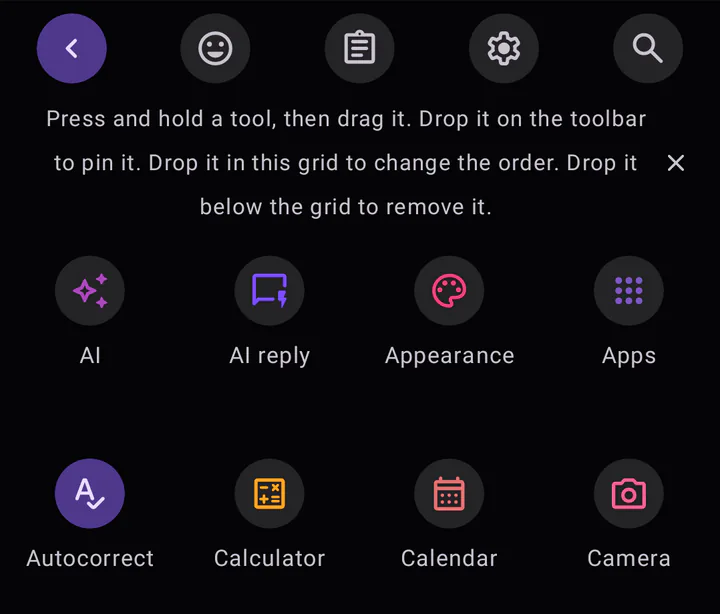 Press and hold a tool, then drag it. Drop it on the toolbar
to pin it. Drop it in this grid to change the order. Drop it
below the grid to remove it.
AI
AI reply
Appearance
Apps
Autocorrect
Calculator
Calendar
Camera